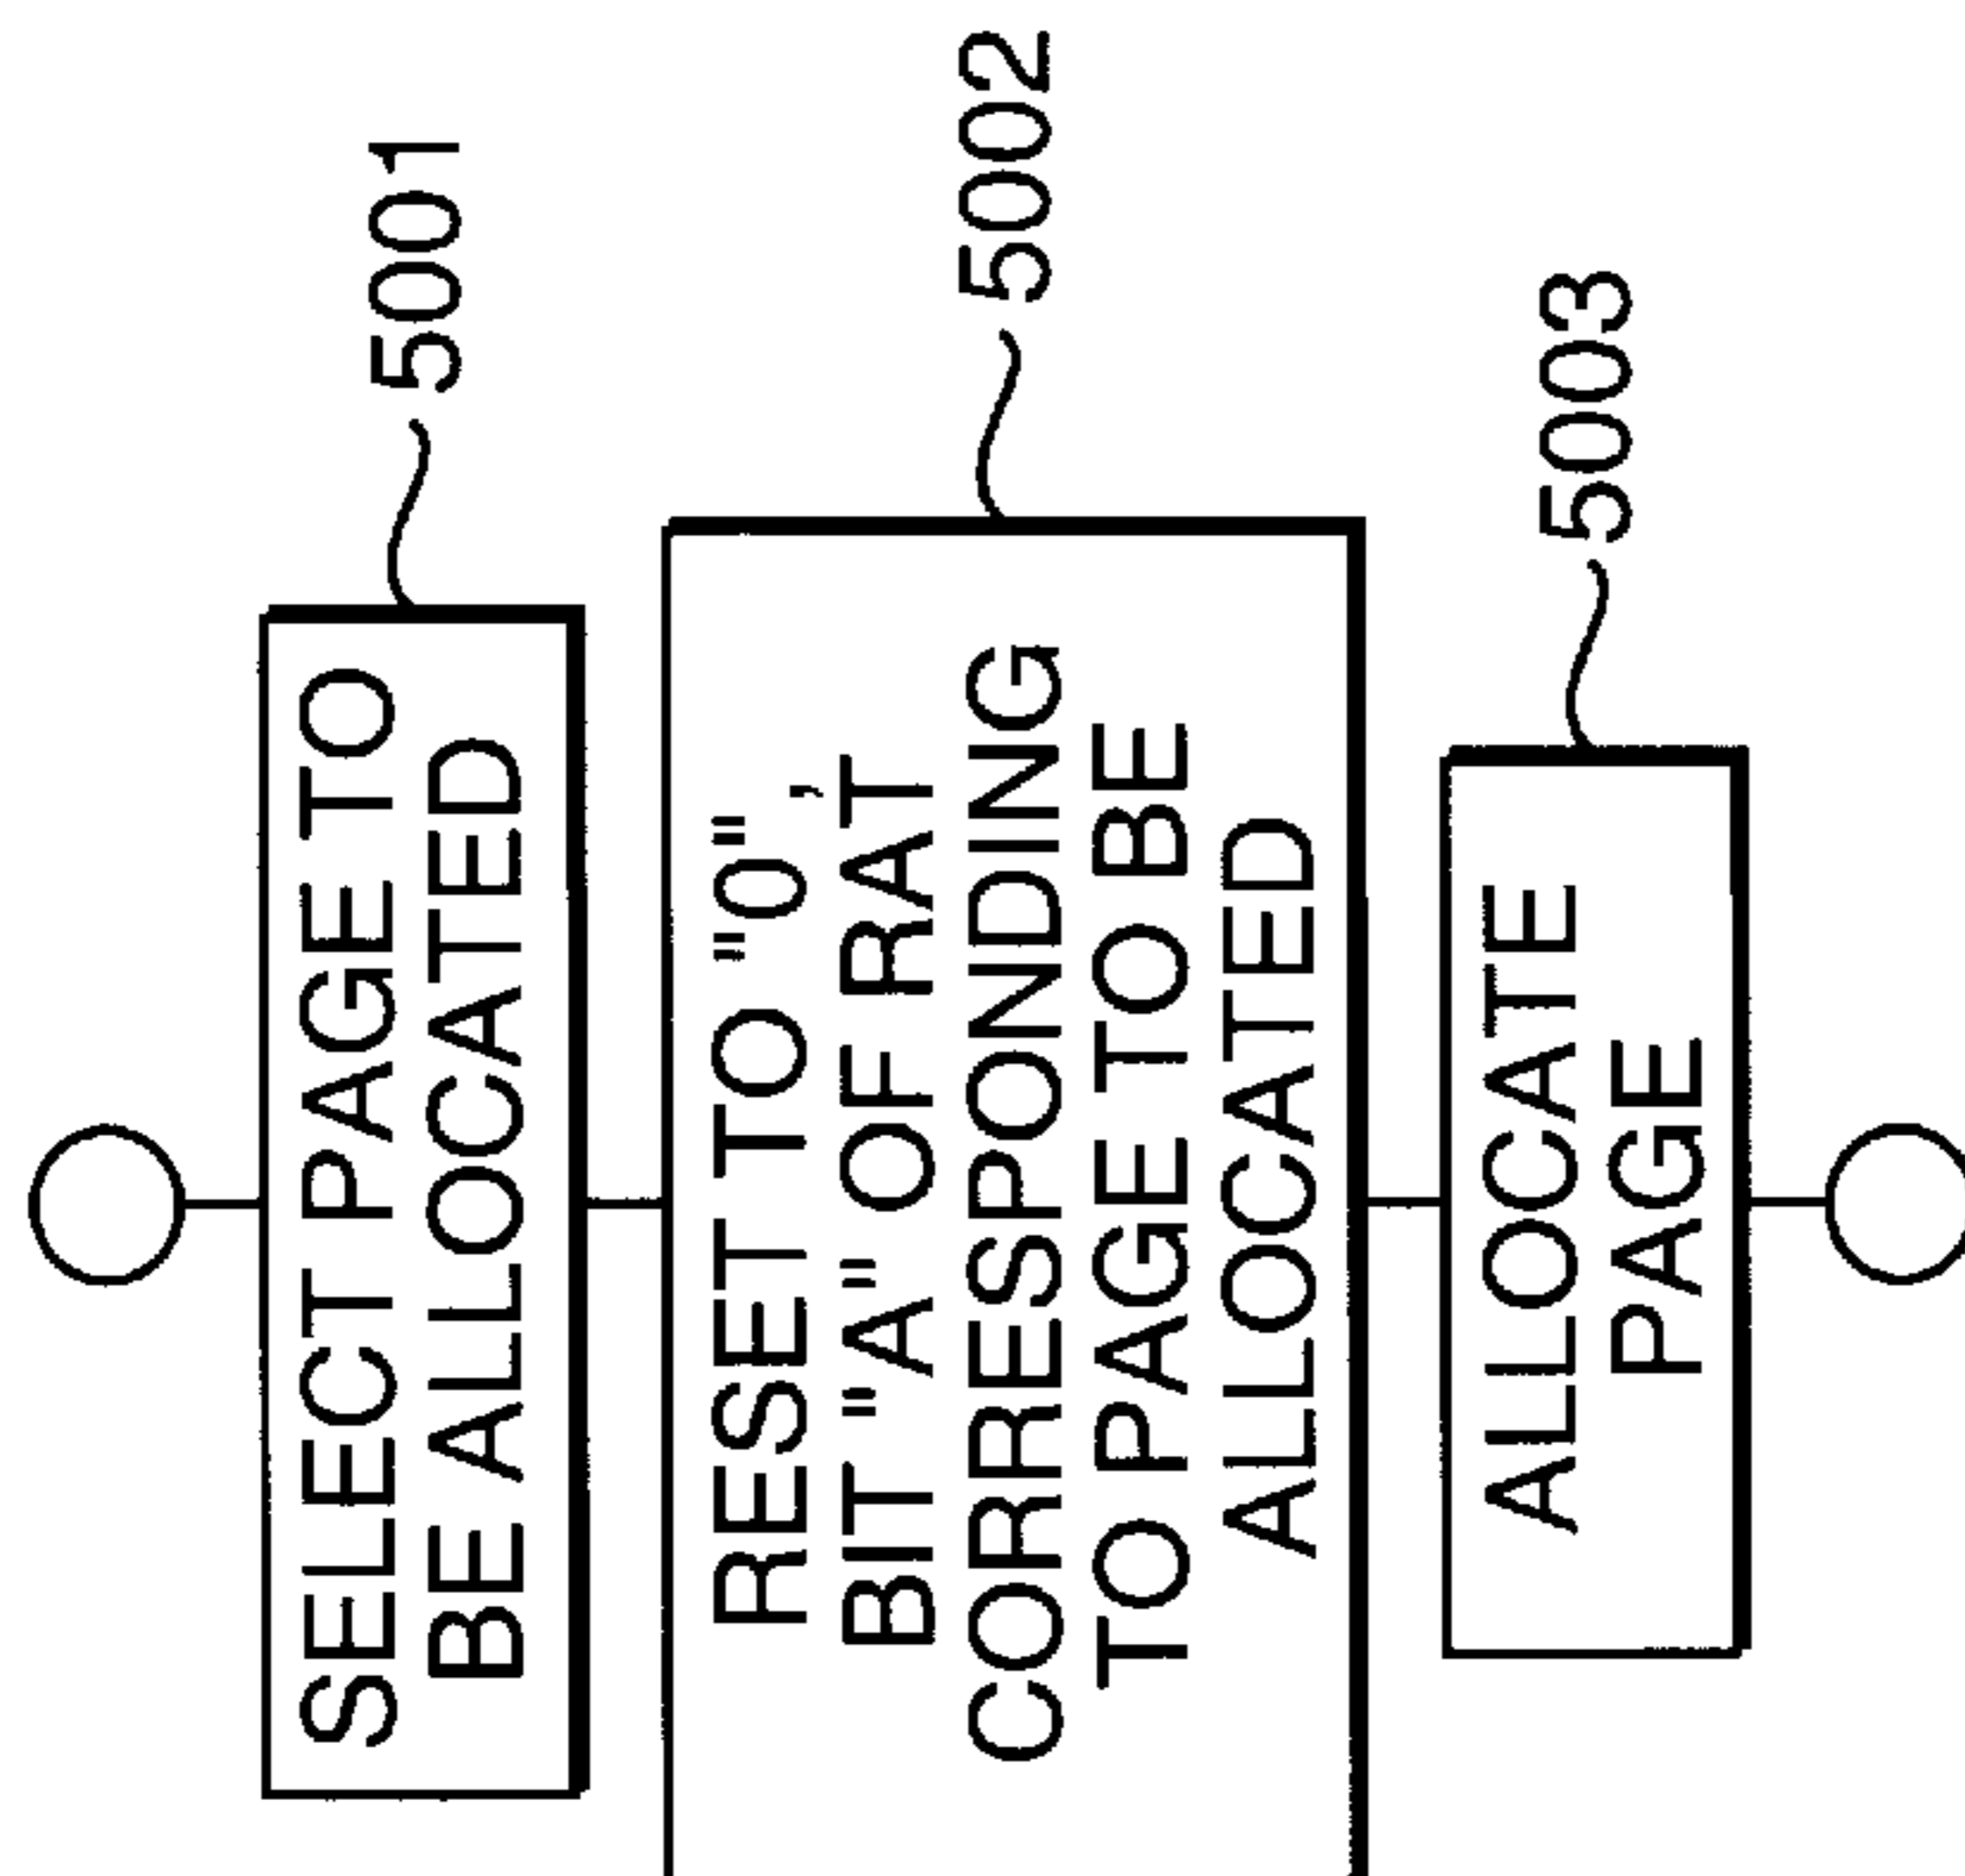 SELECT PAGE TO
BE ALLOCATED
5001
RESET TO "0",
BIT "A" OF RAT
CORRESPONDING
TO PAGE TO BE
ALLOCATED
5002
ALLOCATE
PAGE
5003